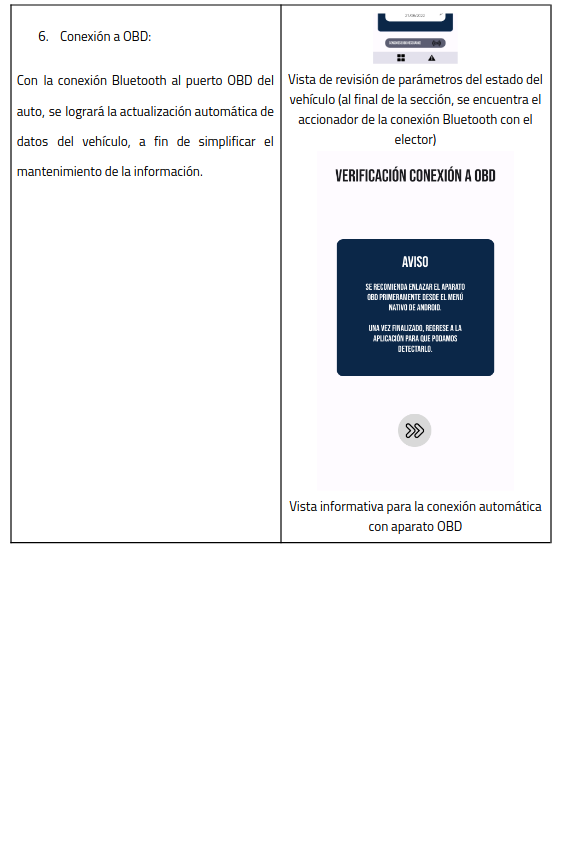 6. Conexión a OBD:
Con la conexión Bluetooth al puerto OBD del
auto, se logrará la actualización automática de
datos del vehículo, a fin de simplificar el
mantenimiento de la información.
Vista de revisión de parámetros del estado del
vehículo (al final de la sección, se encuentra el
accionador de la conexión Bluetooth con el
elector)
VERIFICACIÓN CONEXIÓN A OBD
AVISO
SE RECOMIENDA ENLAZAR EL APARATO
OBD PRIMERAMENTE DESDE EL MENÚ
NATIVO DE ANDROID.
UNA VEZ FINALIZADO, REGRESE A LA
APLICACIÓN PARA QUE PODAMOS
DETECTARLO.
Vista informativa para la conexión automática
con aparato OBD